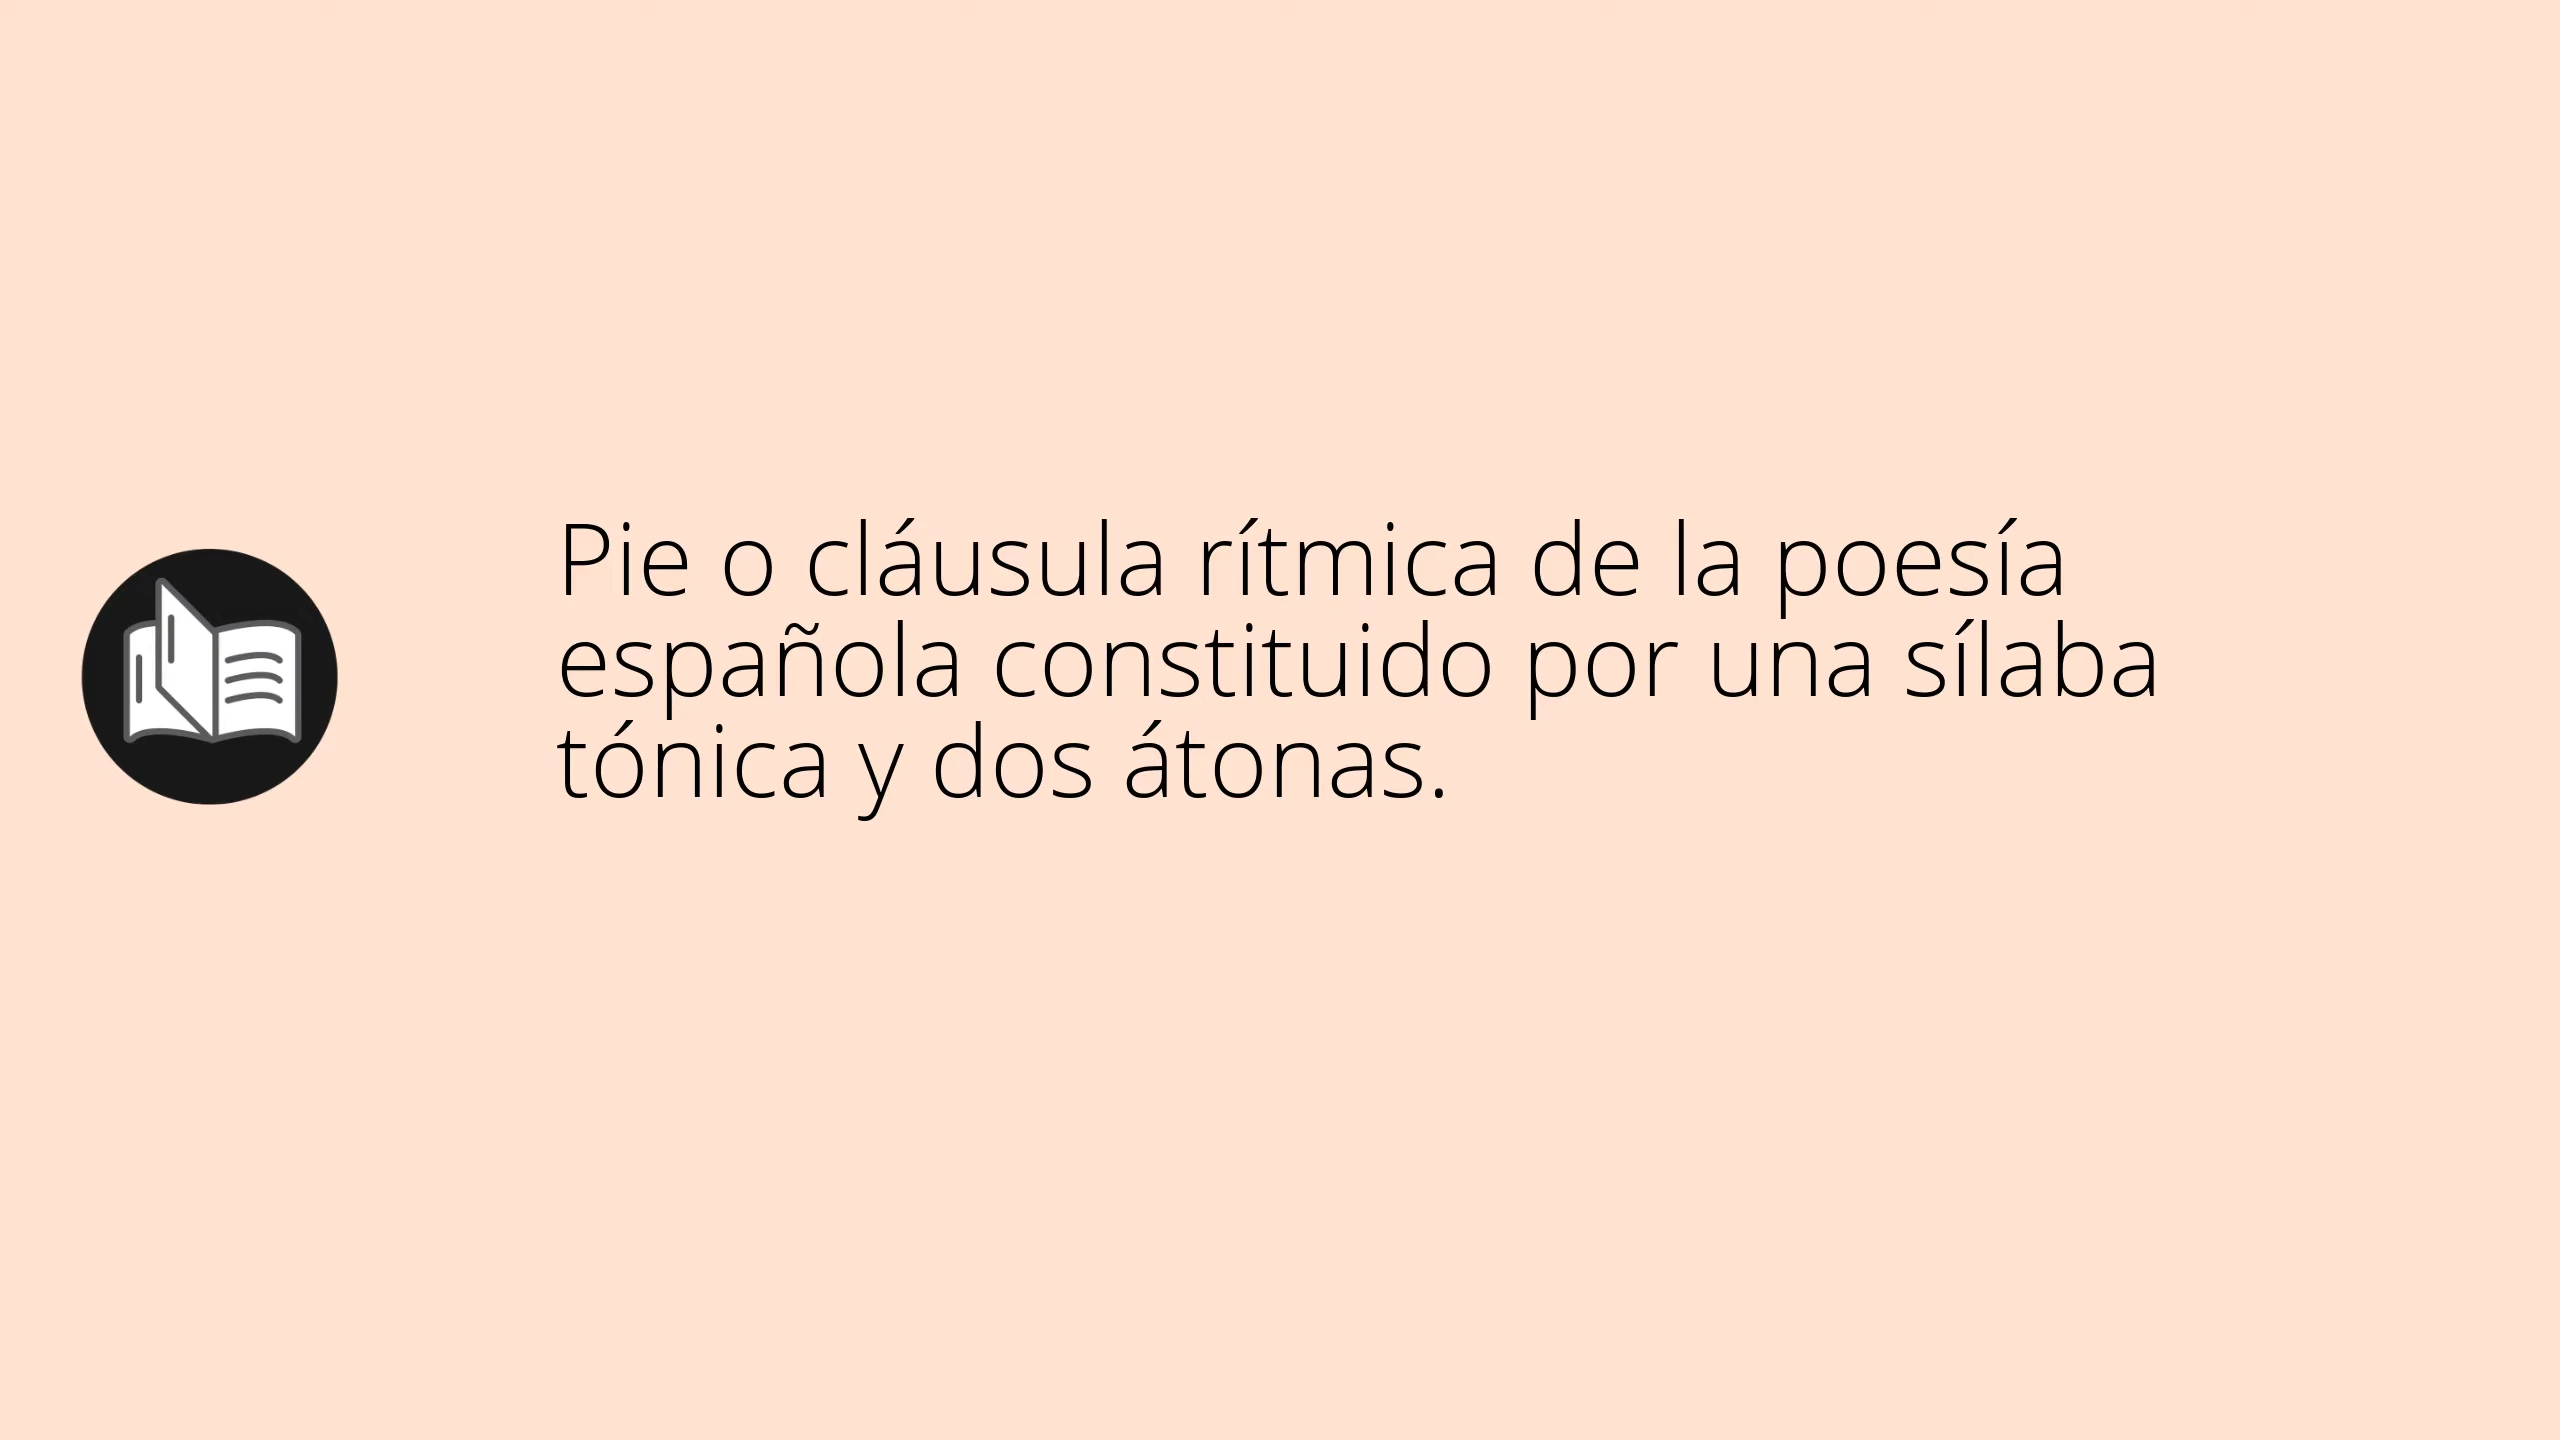 Pie o cláusula rítmica de la poesía
española constituido por una sílaba
tónica y dos átonas.